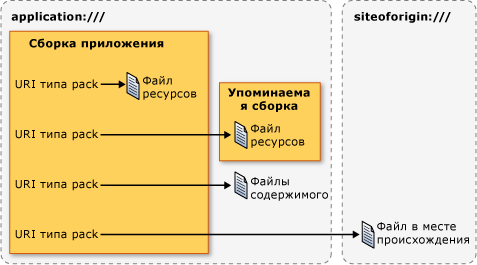 application:///
siteoforigin:///
Сборка приложения
URI типа pack
Файл
ресурсов
Упоминаема
я сборка
URI типа pack
Файл
ресурсов
URI типа pack
Файлы
содержимого
URI типа pack
Файл в месте
происхождения